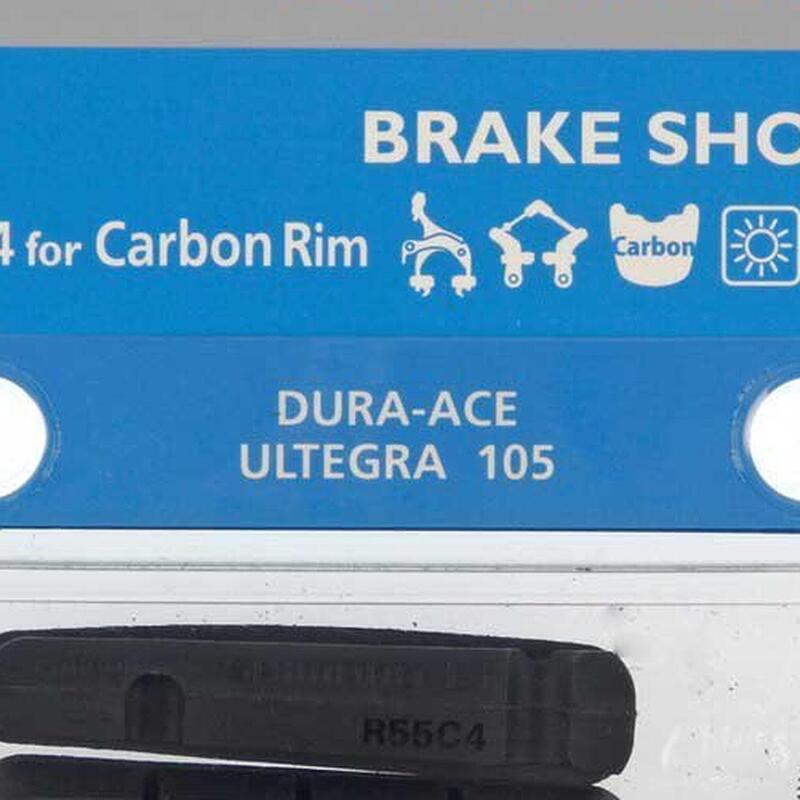 BRAKE SHO
4 for Carbon Rim
Carbon
DURA-ACE
ULTEGRA 105
R55C4